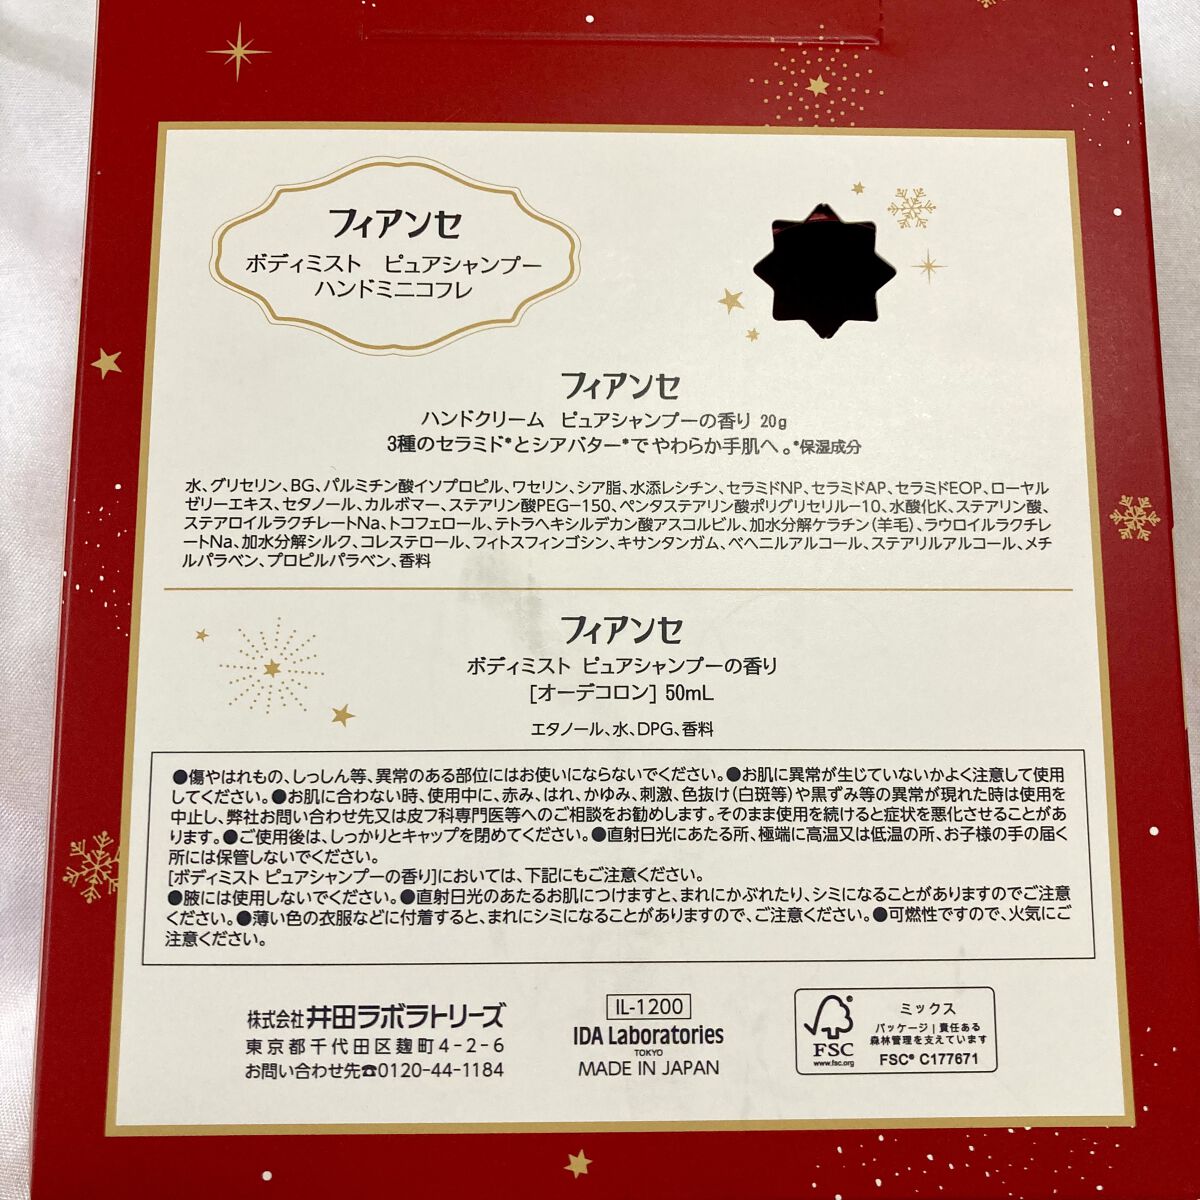 フィアンセ
ボディミスト ピュアシャンプー
ハンドミニコフレ
フィアンセ
ハンドクリーム ピュアシャンプーの香り 20g
3種のセラミド*とシアバター*で やわらか手肌へ。*保湿成分
水、グリセリン、BG、パルミチン酸イソプロピル、ワセリン、シア脂、水添レシチン、セラミドNP、セラミドAP、セラミドEOP、ローヤル
ゼリーエキス、セタノール、カルボマー、ステアリン酸PEG-150、ペンタステアリン酸ポリグリセリル-10、水酸化K、ステアリン酸、
ステアロイルラクチレートNa、トコフェロール、テトラヘキシルデカン酸アスコルビル、加水分解ケラチン(羊毛)、ラウロイルラクチレ
ートNa、加水分解シルク、コレステロール、フィトスフィンゴシン、キサンタンガム、ベヘニルアルコール、ステアリルアルコール、メチ
ルパラベン、プロピルパラベン、香料
フィアンセ
ボディミスト ピュアシャンプーの香り
[オーデコロン] 50mL
エタノール、水、DPG、香料
●傷やはれもの、しっしん等、異常のある部位にはお使いにならないでください。●お肌に異常が生じていないかよく注意して使用
してください。●お肌に合わない時、使用中に、赤み、はれ、かゆみ、刺激、色抜け(白斑等)や黒ずみ等の異常が現れた時は使用を
中止し、弊社お問い合わせ先又は皮フ科専門医等へのご相談をお勧めします。そのまま使用を続けると症状を悪化させることがあ
ります。●ご使用後は、しっかりとキャップを閉めてください。●直射日光にあたる所、極端に高温又は低温の所、お子様の手の届く
所には保管しないでください。
[ボディミスト ピュアシャンプーの香り]においては、下記にもご注意ください。
●腋には使用しないでください。●直射日光のあたるお肌につけますと、まれにかぶれたり、シミになることがありますのでご注意
ください。●薄い色の衣服などに付着すると、まれにシミになることがありますので、ご注意ください。●可燃性ですので、火気にご
注意ください。
株式会社 井田ラボラトリーズ
東京都千代田区麹町4-2-6
お問い合わせ先☎0120-44-1184
IL-1200
IDA Laboratories
TOKYO
MADE IN JAPAN
FSC
www.fsc.org
ミックス
パッケージ|責任ある
森林管理を支えています
FSC® C177671